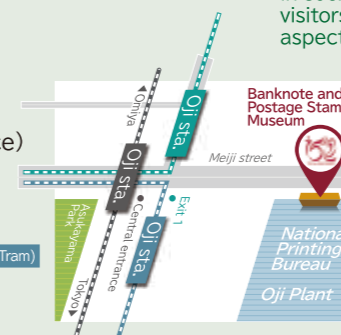 visitors
aspect
Banknote and
Postage Stam
Museum
Omiya
Oji sta.
Oji sta.
Meiji street
Oji sta.
Exit 1
Central entrance
Asukayama
Park
Tram)
Tokyo
Nationa
Printing
Bureau
Oji Plant